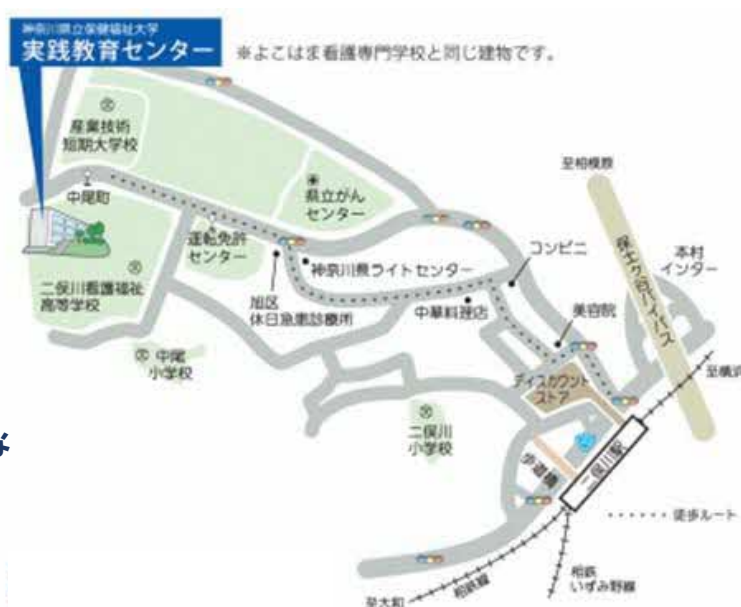 神奈川県立保健福祉大学
実践教育センター
※よこはま看護専門学校と同じ建物です。
産業技術
短期大学校
中尾町
県立がん
センター
運転免許
センター
至相模原
保土ヶ谷バイパス
本村
インター
コンビニ
神奈川県ライトセンター
旭区
休日急患診療所
中華料理店
美容院
二俣川看護福祉
高等学校
中尾
小学校
ディスカウント
ストア
至横浜
二俣川
小学校
歩道橋
二俣川駅
徒歩ルート
至大和
相鉄線
相鉄
いずみ野線